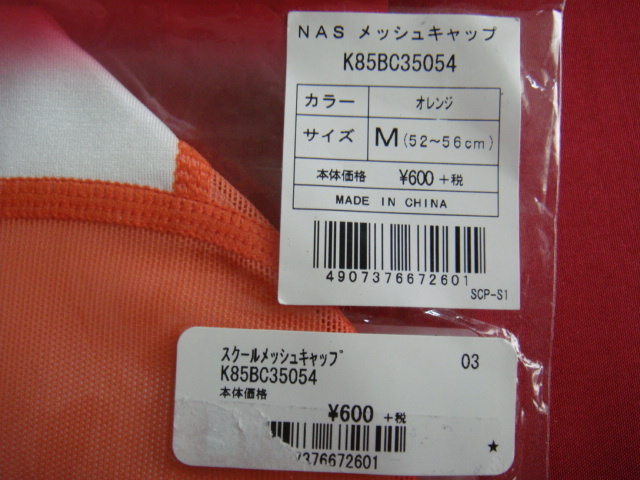 NAS メッシュキャップ
K85BC35054
カラー オレンジ
サイズ M(52～56cm)
本体価格 ¥600 +税
MADE IN CHINA
4907376672601
SCP-S1
スクールメッシュキャップ 03
K85BC35054
本体価格
¥600 +税
7376672601 ★